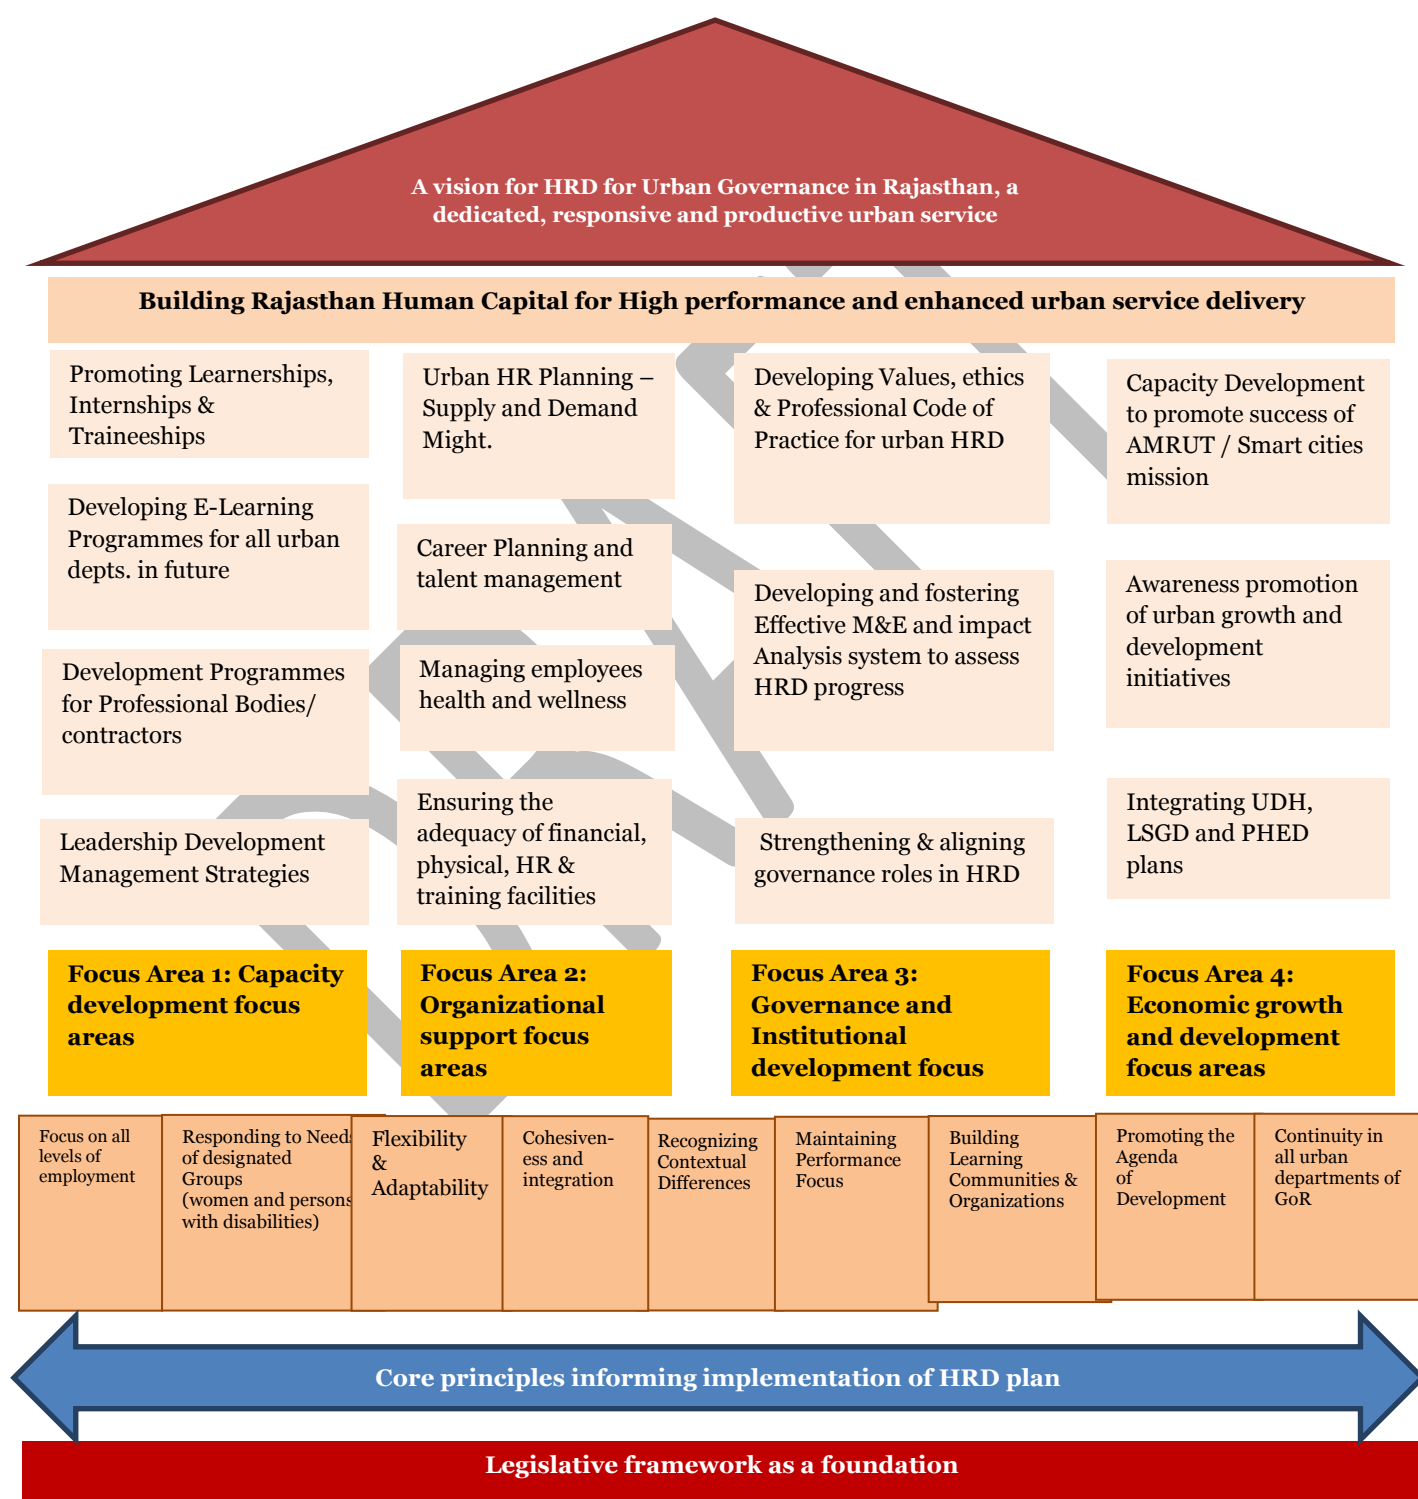 A vision for HRD for Urban Governance in Rajasthan, a
dedicated, responsive and productive urban service
Building Rajasthan Human Capital for High performance and enhanced urban service delivery
Promoting Learnerships,
Internships &
Traineeships
Developing E-Learning
Programmes for all urban
depts. in future
Development Programmes
for Professional Bodies/
contractors
Leadership Development
Management Strategies
Focus Area 1: Capacity
development focus
areas
Urban HR Planning –
Supply and Demand
Might.
Career Planning and
talent management
Managing employees
health and wellness
Ensuring the
adequacy of financial,
physical, HR &
training facilities
Focus Area 2:
Organizational
support focus
areas
Developing Values, ethics
& Professional Code of
Practice for urban HRD
Developing and fostering
Effective M&E and impact
Analysis system to assess
HRD progress
Strengthening & aligning
governance roles in HRD
Focus Area 3:
Governance and
Institutional
development focus
Capacity Development
to promote success of
AMRUT / Smart cities
mission
Awareness promotion
of urban growth and
development
initiatives
Integrating UDH,
LSGD and PHED
plans
Focus Area 4:
Economic growth
and development
focus areas
Focus on all
levels of
employment
Responding to Needs
of designated
Groups
(women and persons
with disabilities)
Flexibility
&
Adaptability
Cohesiven-
ess and
integration
Recognizing
Contextual
Differences
Maintaining
Performance
Focus
Building
Learning
Communities &
Organizations
Promoting the
Agenda
of
Development
Continuity in
all urban
departments of
GoR
Core principles informing implementation of HRD plan
Legislative framework as a foundation